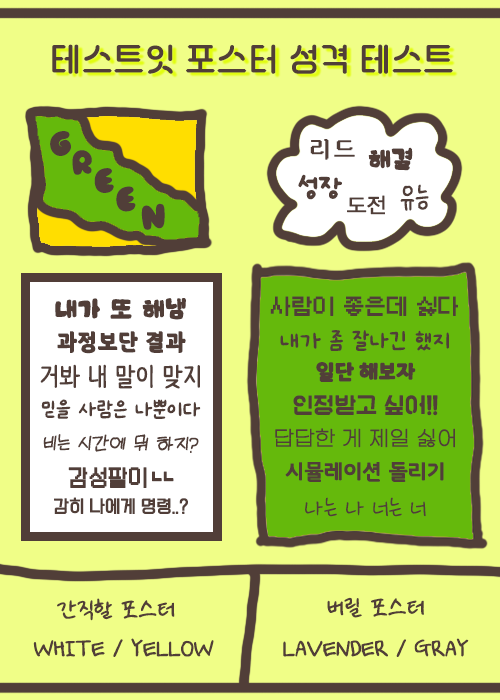 테스트잇 포스터 성격 테스트
GREEN
리드 해결
성장 도전 유능
내가 또 해냄
과정보단 결과
거봐 내 말이 맞지
믿을 사람은 나뿐이다
비는 시간에 뭐 하지?
감성팔이ㄴㄴ
감히 나에게 명령..?
사람이 좋은데 싫다
내가 좀 잘나긴 했지
일단 해보자
인정받고 싶어!!
답답한 게 제일 싫어
시뮬레이션 돌리기
나는 나 너는 너
간직할 포스터
WHITE / YELLOW
버릴 포스터
LAVENDER / GRAY